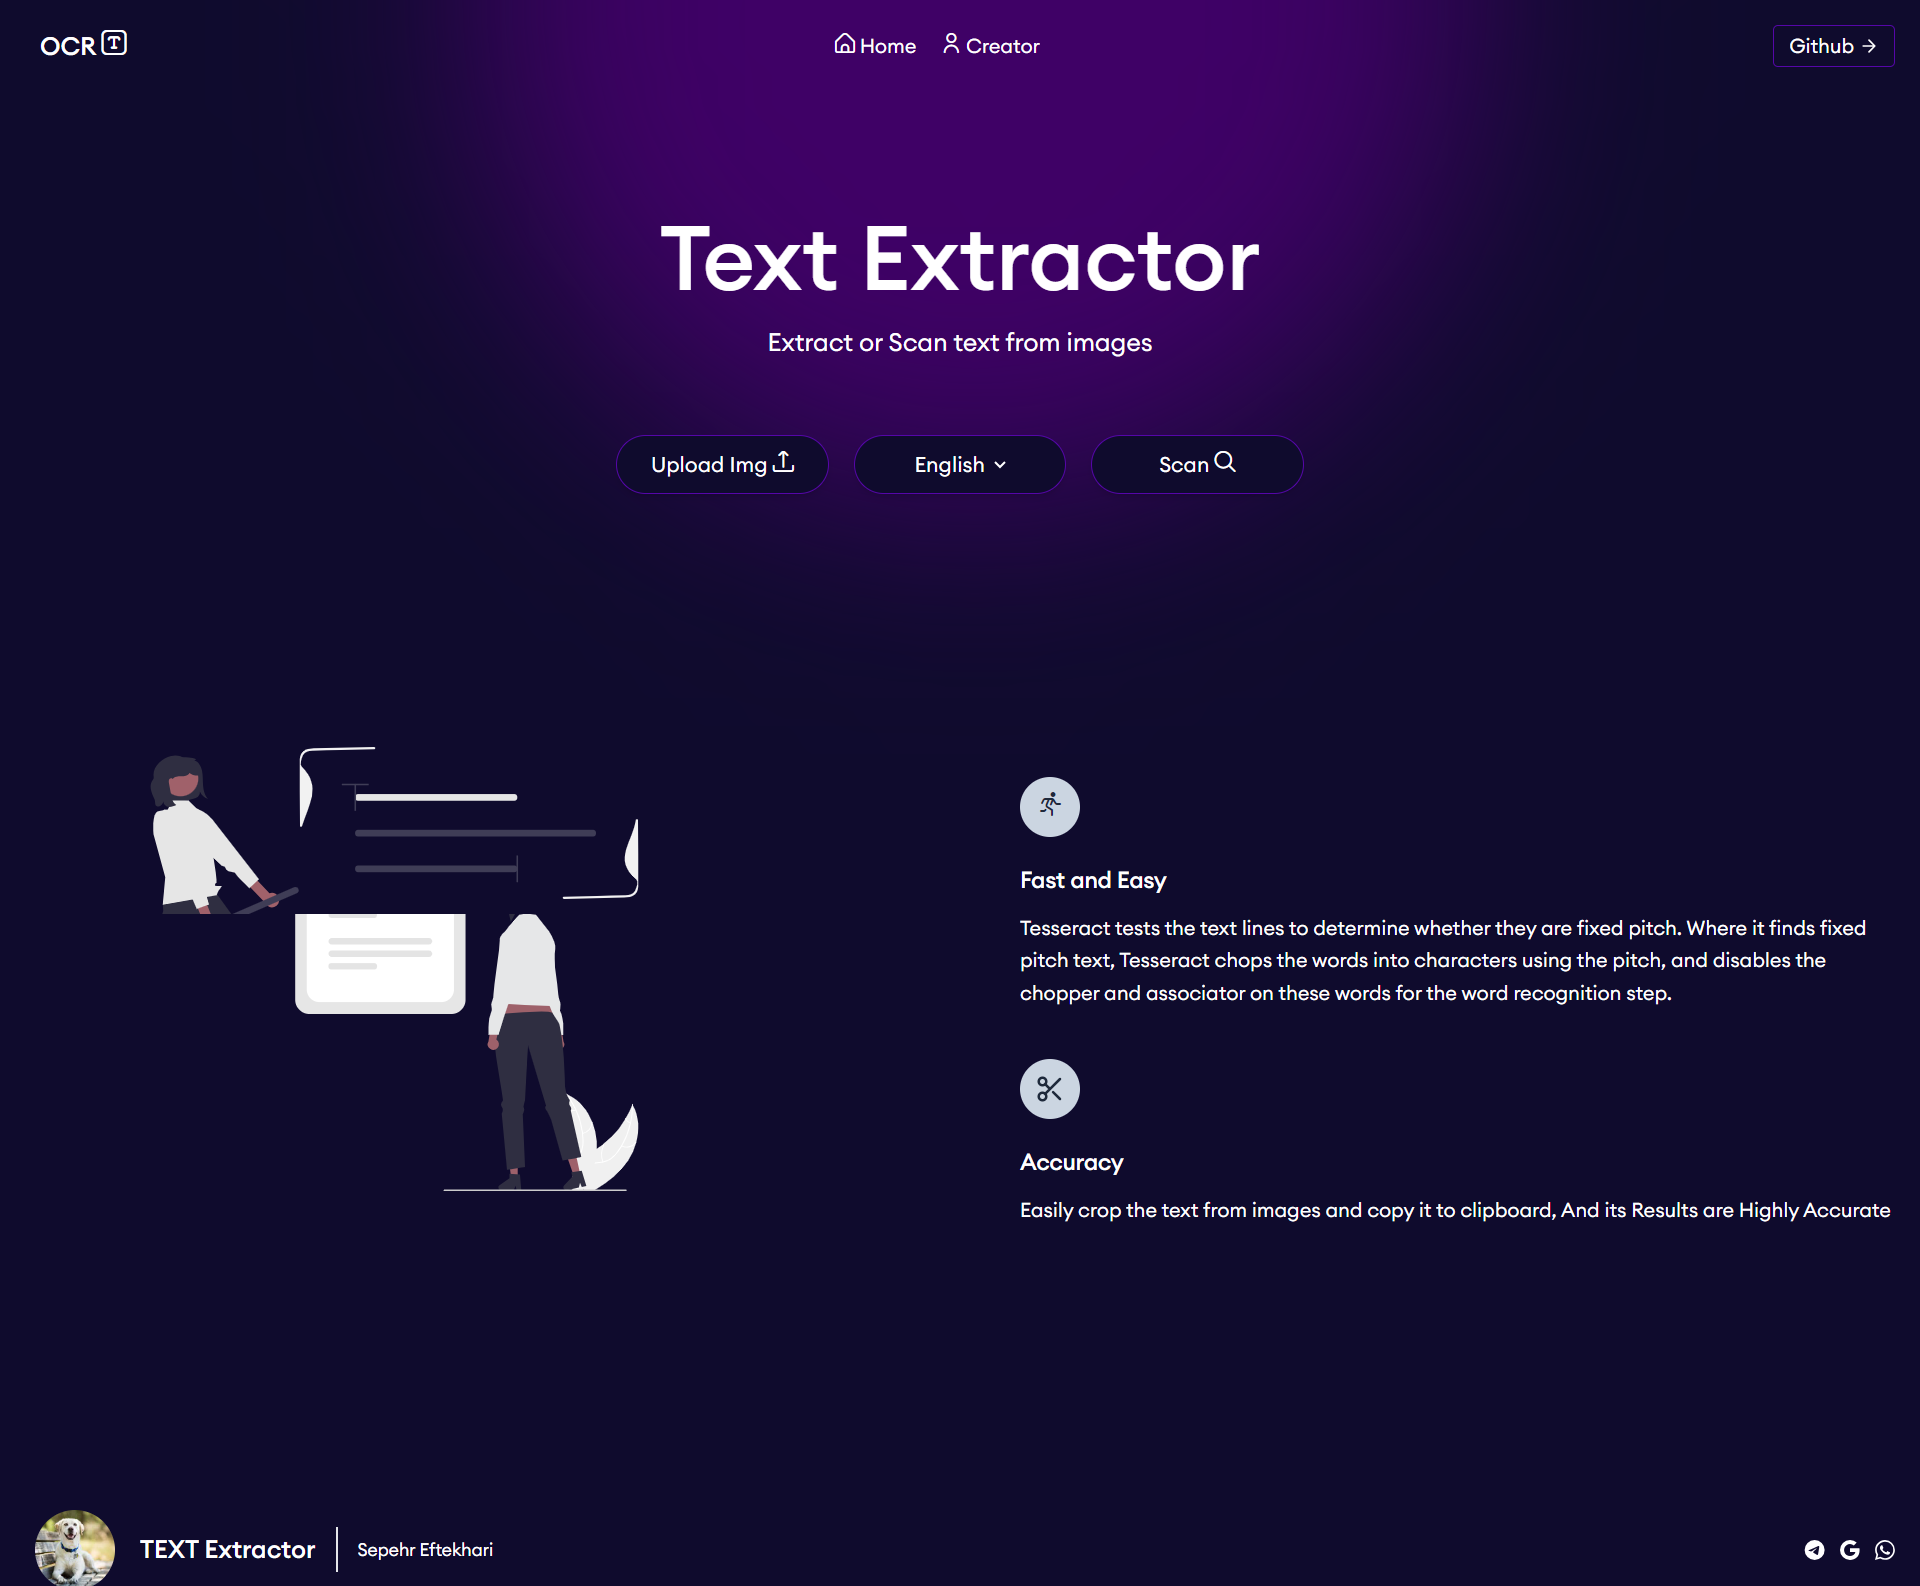 OCR T
Home
Creator
Github
Text Extractor
Extract or Scan text from images
Upload Img
English
Scan
Fast and Easy
Tesseract tests the text lines to determine whether they are fixed pitch. Where it finds fixed
pitch text, Tesseract chops the words into characters using the pitch, and disables the
chopper and associator on these words for the word recognition step.
Accuracy
Easily crop the text from images and copy it to clipboard, And its Results are Highly Accurate
TEXT Extractor
Sepehr Eftekhari